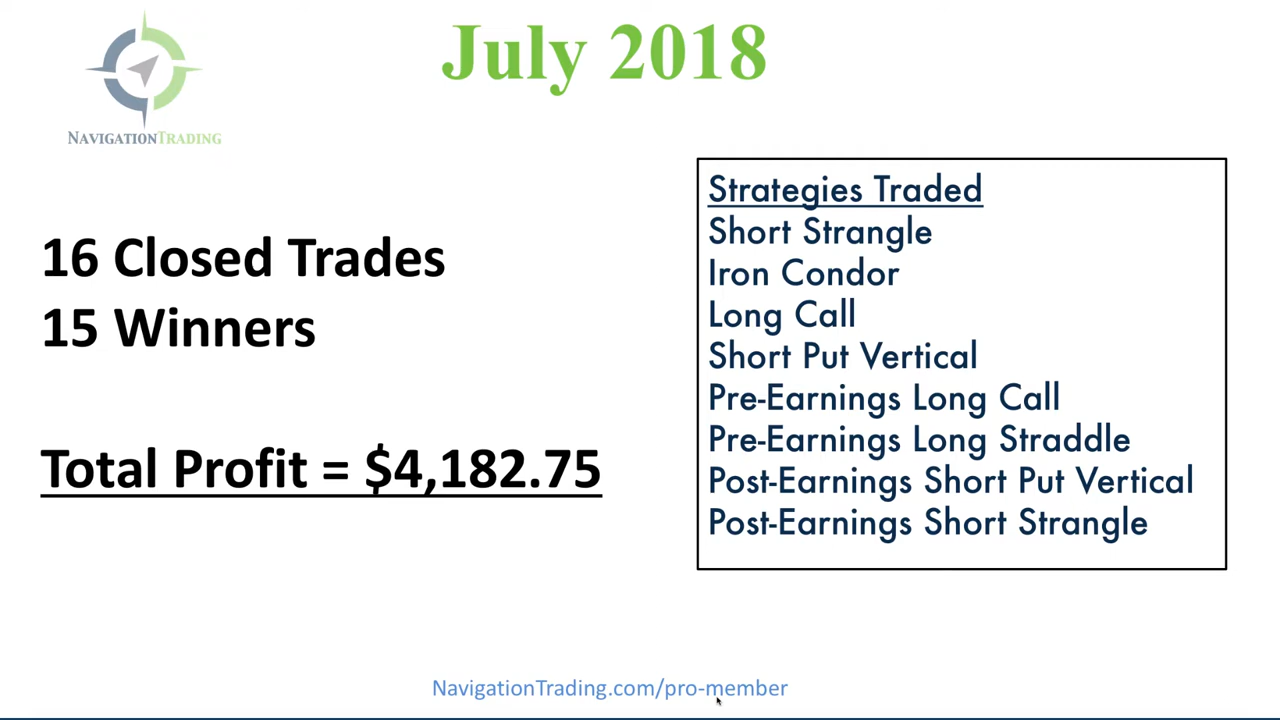 July 2018
NAVIGATIONTRADING
16 Closed Trades
15 Winners
Total Profit = $4,182.75
Strategies Traded
Short Strangle
Iron Condor
Long Call
Short Put Vertical
Pre-Earnings Long Call
Pre-Earnings Long Straddle
Post-Earnings Short Put Vertical
Post-Earnings Short Strangle
NavigationTrading.com/pro-member